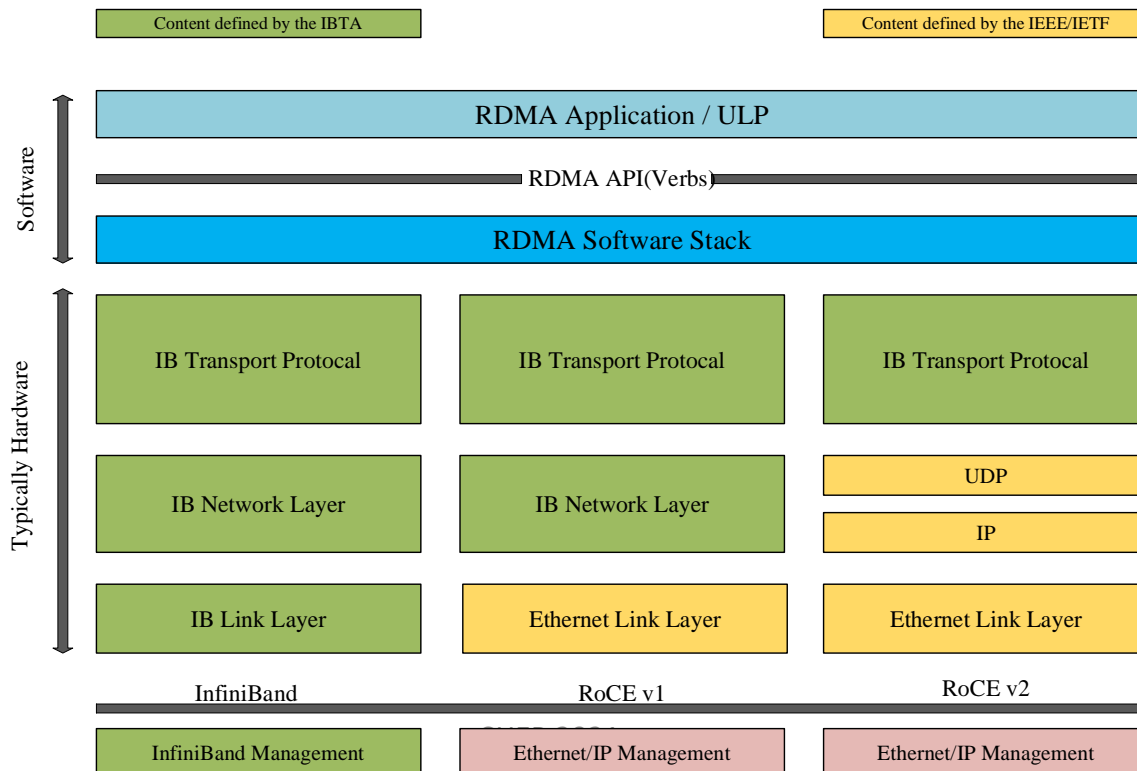 Content defined by the IBTA
Content defined by the IEEE/IETF
Software
RDMA Application / ULP
RDMA API(Verbs)
RDMA Software Stack
Typically Hardware
IB Transport Protocal
IB Transport Protocal
IB Transport Protocal
IB Network Layer
IB Network Layer
UDP
IP
IB Link Layer
Ethernet Link Layer
Ethernet Link Layer
InfiniBand
RoCE v1
RoCE v2
InfiniBand Management
Ethernet/IP Management
Ethernet/IP Management